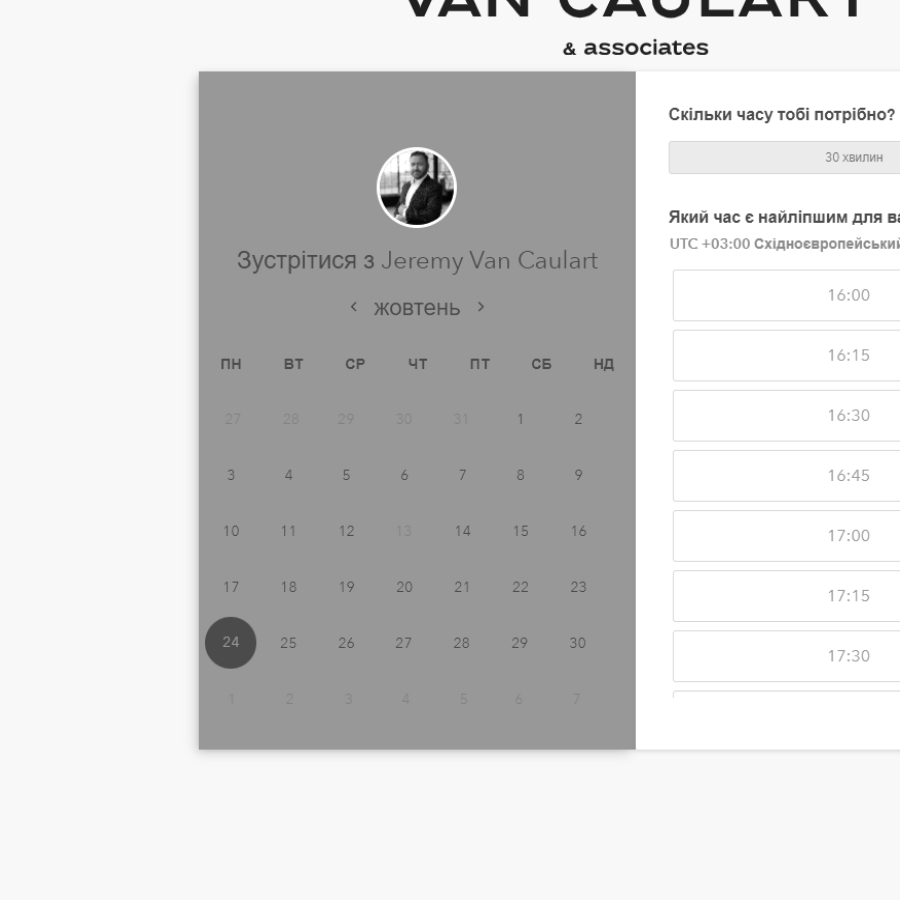 VAN CAULART
& associates
Зустрітися з Jeremy Van Caulart
жовтень
ПН ВТ СР ЧТ ПТ СБ НД
27 28 29 30 31 1 2
3 4 5 6 7 8 9
10 11 12 13 14 15 16
17 18 19 20 21 22 23
24 25 26 27 28 29 30
1 2 3 4 5 6 7
Скільки часу тобі потрібно?
30 хвилин
Який час є найліпшим для
UTC +03:00 Східноєвропейський
16:00
16:15
16:30
16:45
17:00
17:15
17:30